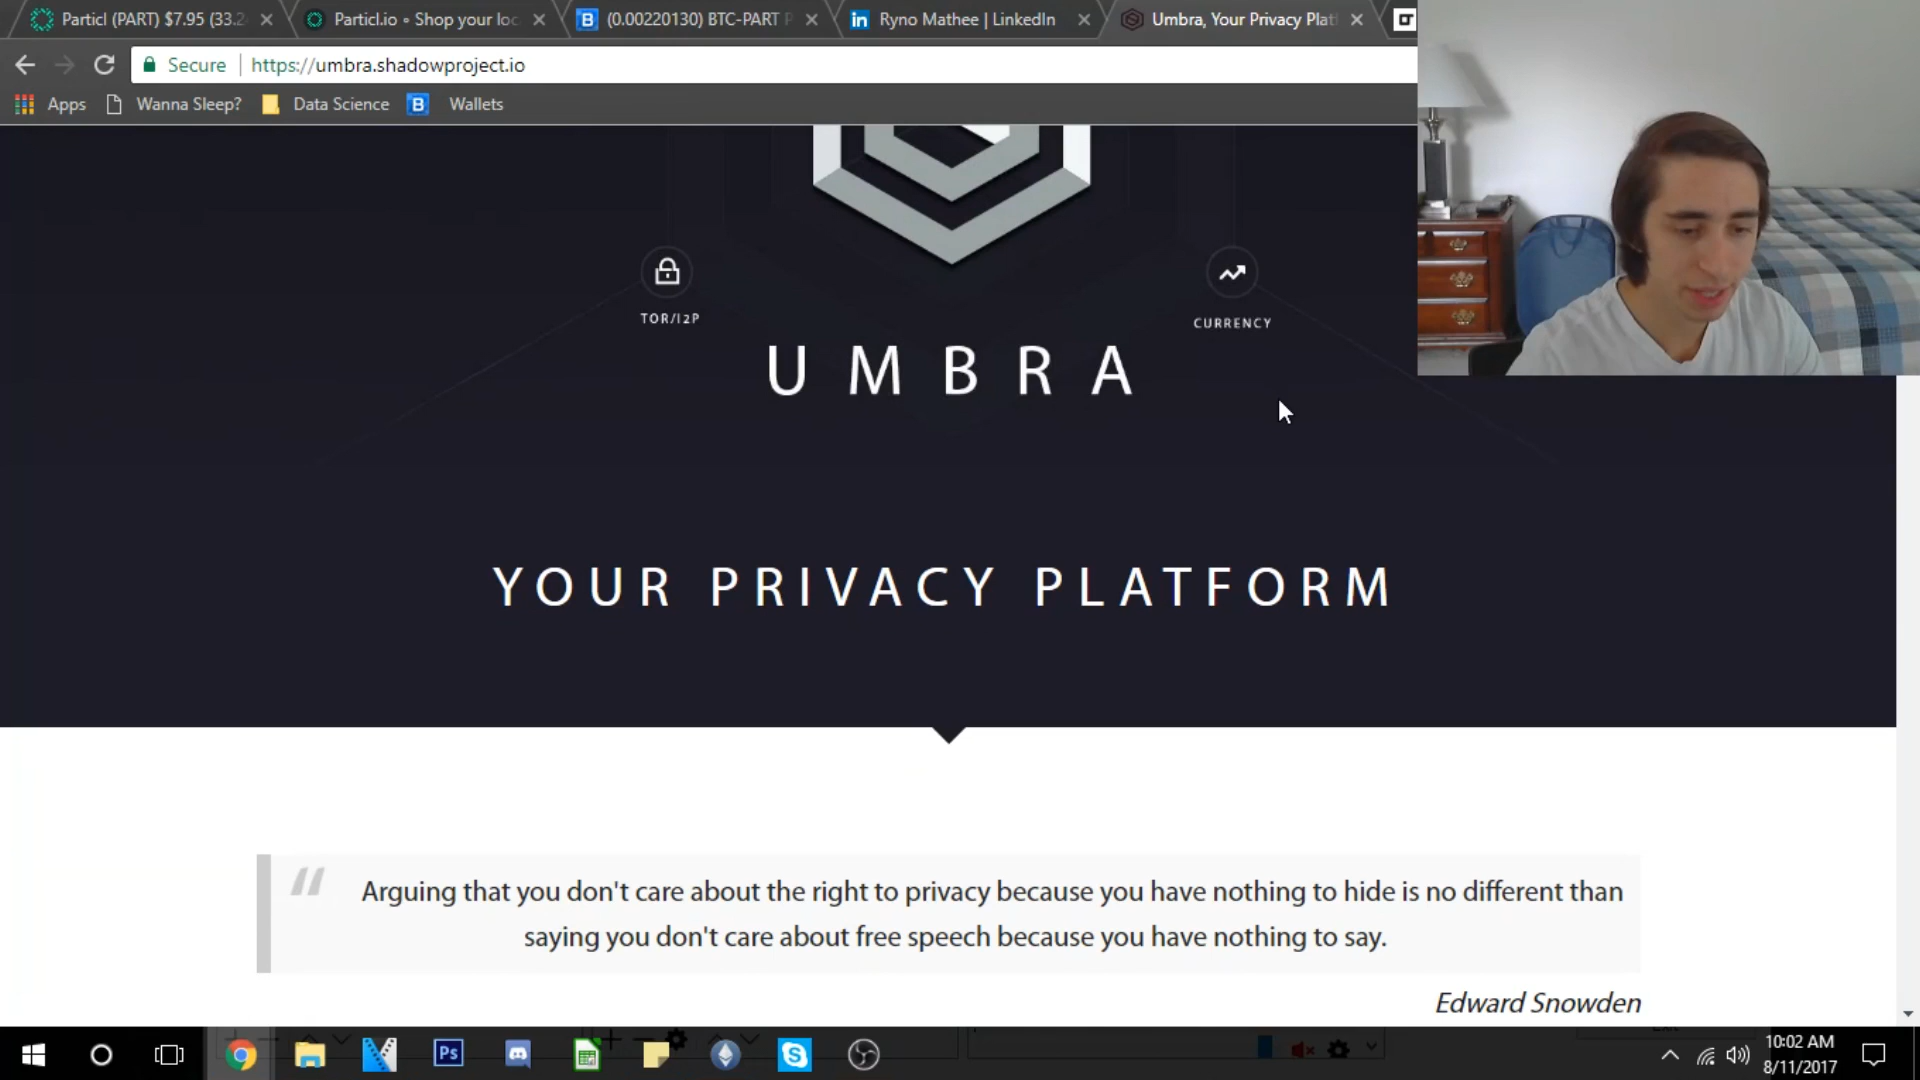 Particl (PART) $7.95 (33.2
Particl.io • Shop your loc
(0.00220130) BTC-PART P
Ryno Mathee | LinkedIn
Umbra, Your Privacy Plat
Secure
https://umbra.shadowproject.io
Apps
Wanna Sleep?
Data Science
Wallets
TOR/I2P
CURRENCY
UMBRA
YOUR PRIVACY PLATFORM
Arguing that you don't care about the right to privacy because you have nothing to hide is no different than
saying you don't care about free speech because you have nothing to say.
Edward Snowden
Ps
10:02 AM
8/11/2017